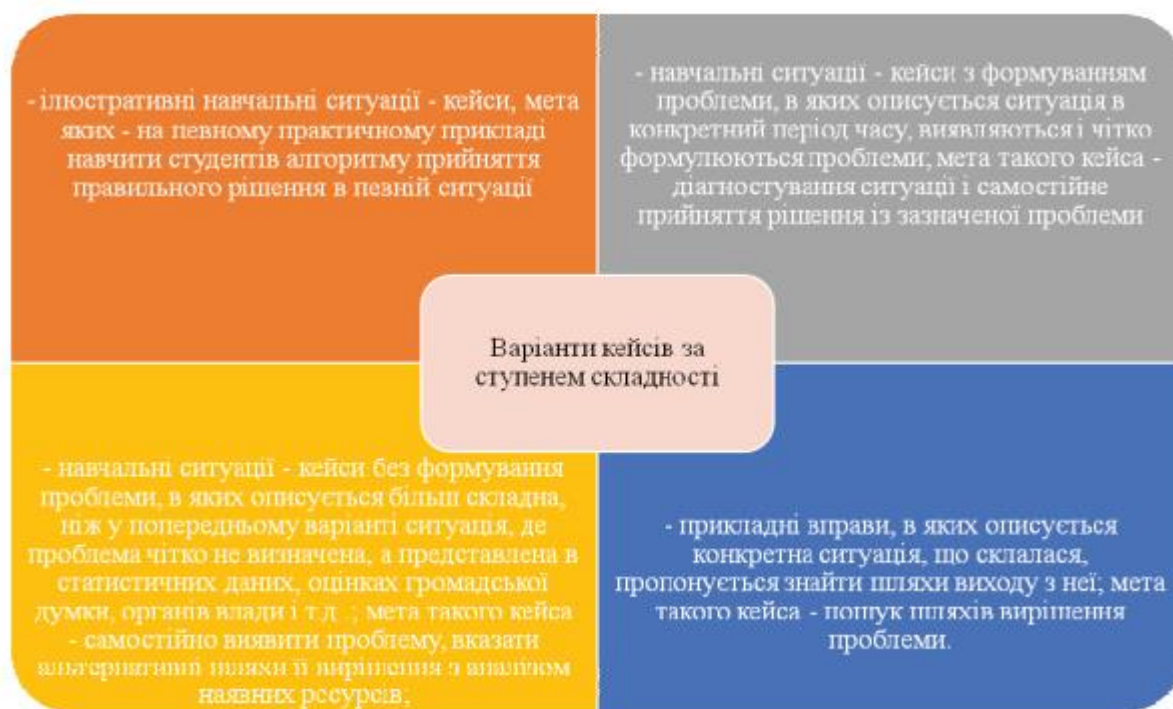 - ілюстративні навчальні ситуації - кейси, мета
яких - на певному практичному прикладі
навчити студентів алгоритму прийняття
правильного рішення в певній ситуації
- навчальні ситуації - кейси з формуванням
проблеми, в яких описується ситуація в
конкретний період часу, виявляються і чітко
формулюються проблеми; мета такого кейса -
діагностування ситуації і самостійне
прийняття рішення із зазначеної проблеми
Варіанти кейсів за
ступенем складності
- навчальні ситуації - кейси без формування
проблеми, в яких описується більш складна,
ніж у попередньому варіанті ситуація, де
проблема чітко не визначена, а представлена в
статистичних даних, оцінках громадської
думки, органів влади і т.д .; мета такого кейса
- самостійно виявити проблему, вказати
альтернативні шляхи її вирішення з аналізом
наявних ресурсів;
- прикладні вправи, в яких описується
конкретна ситуація, що склалася,
пропонується знайти шляхи виходу з неї; мета
такого кейса - пошук шляхів вирішення
проблеми.